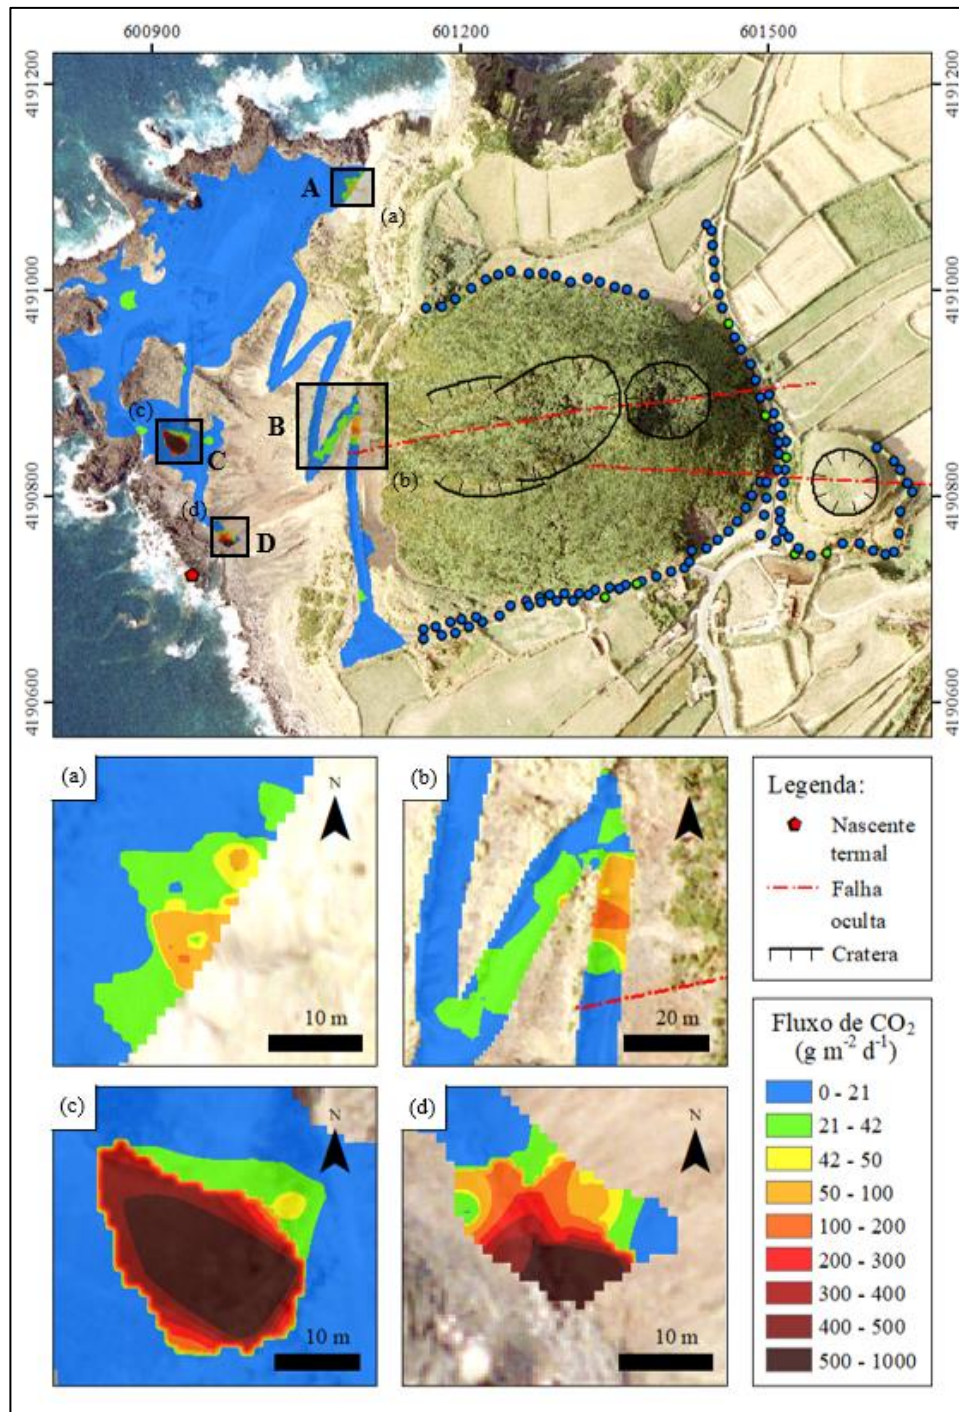 600900 601200 601500
4191200 4191200
A
(a)
4191000 4191000
B
(c)
C
(b)
(d)
4190800 4190800
D
4190600 4190600
(a)
N
10 m
(b)
20 m
Legenda:
Nascente
termal
Falha
oculta
Cratera
(c)
N
10 m
(d)
N
10 m
Fluxo de CO₂
(g m⁻² d⁻¹)
0 - 21
21 - 42
42 - 50
50 - 100
100 - 200
200 - 300
300 - 400
400 - 500
500 - 1000